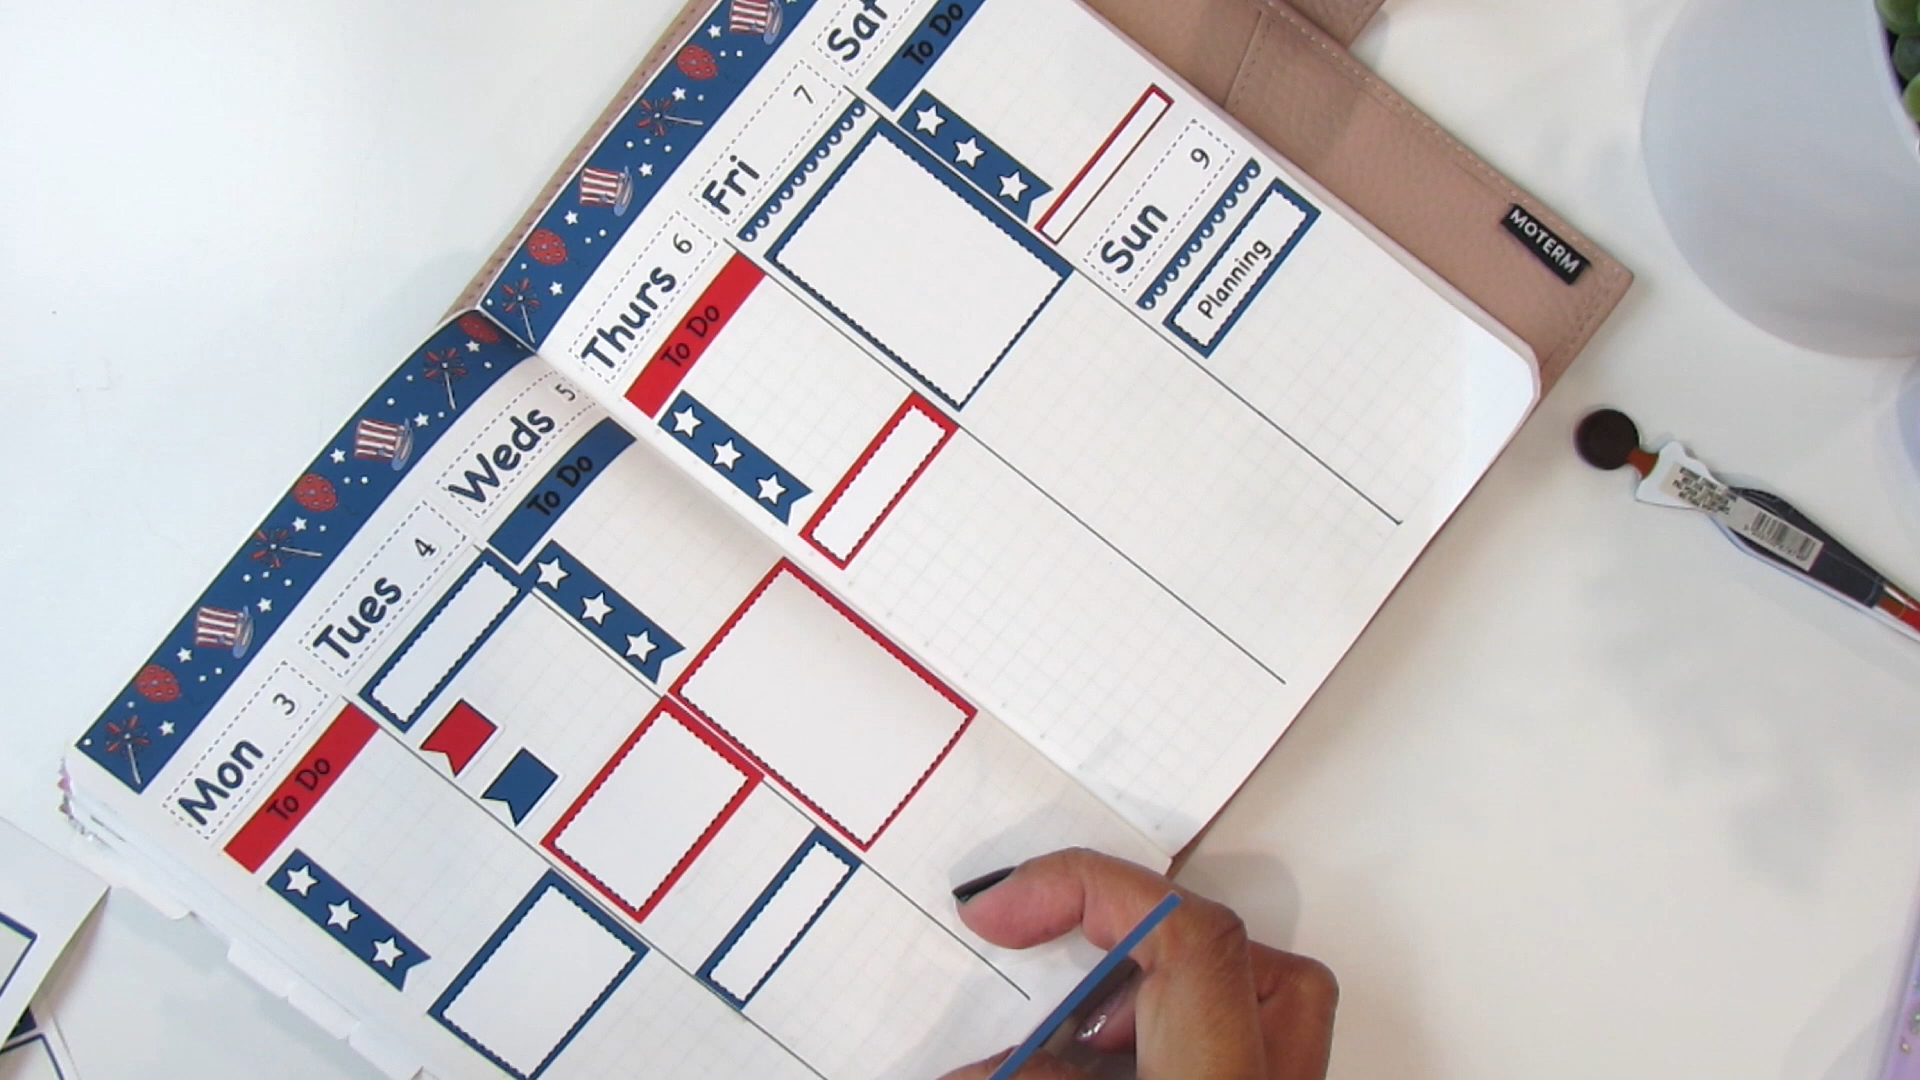 Mon 3
To Do
Tues 4
Weds 5
To Do
Thurs 6
To Do
Fri 7
Sat
To Do
Sun 9
Planning
MOTERM